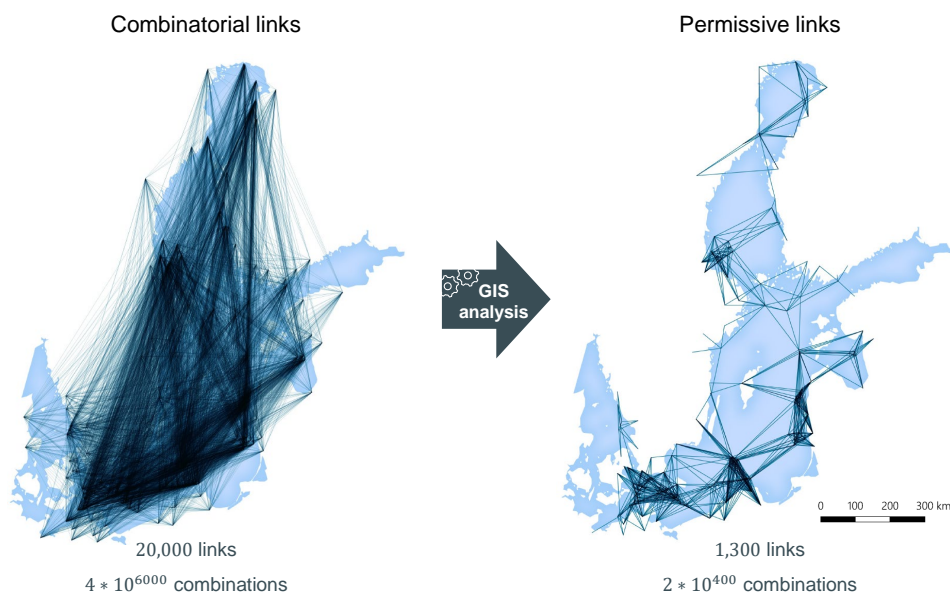 Combinatorial links
Permissive links
GIS
analysis
0 100 200 300 km
20,000 links
1,300 links
4 * 10^6000 combinations
2 * 10^400 combinations